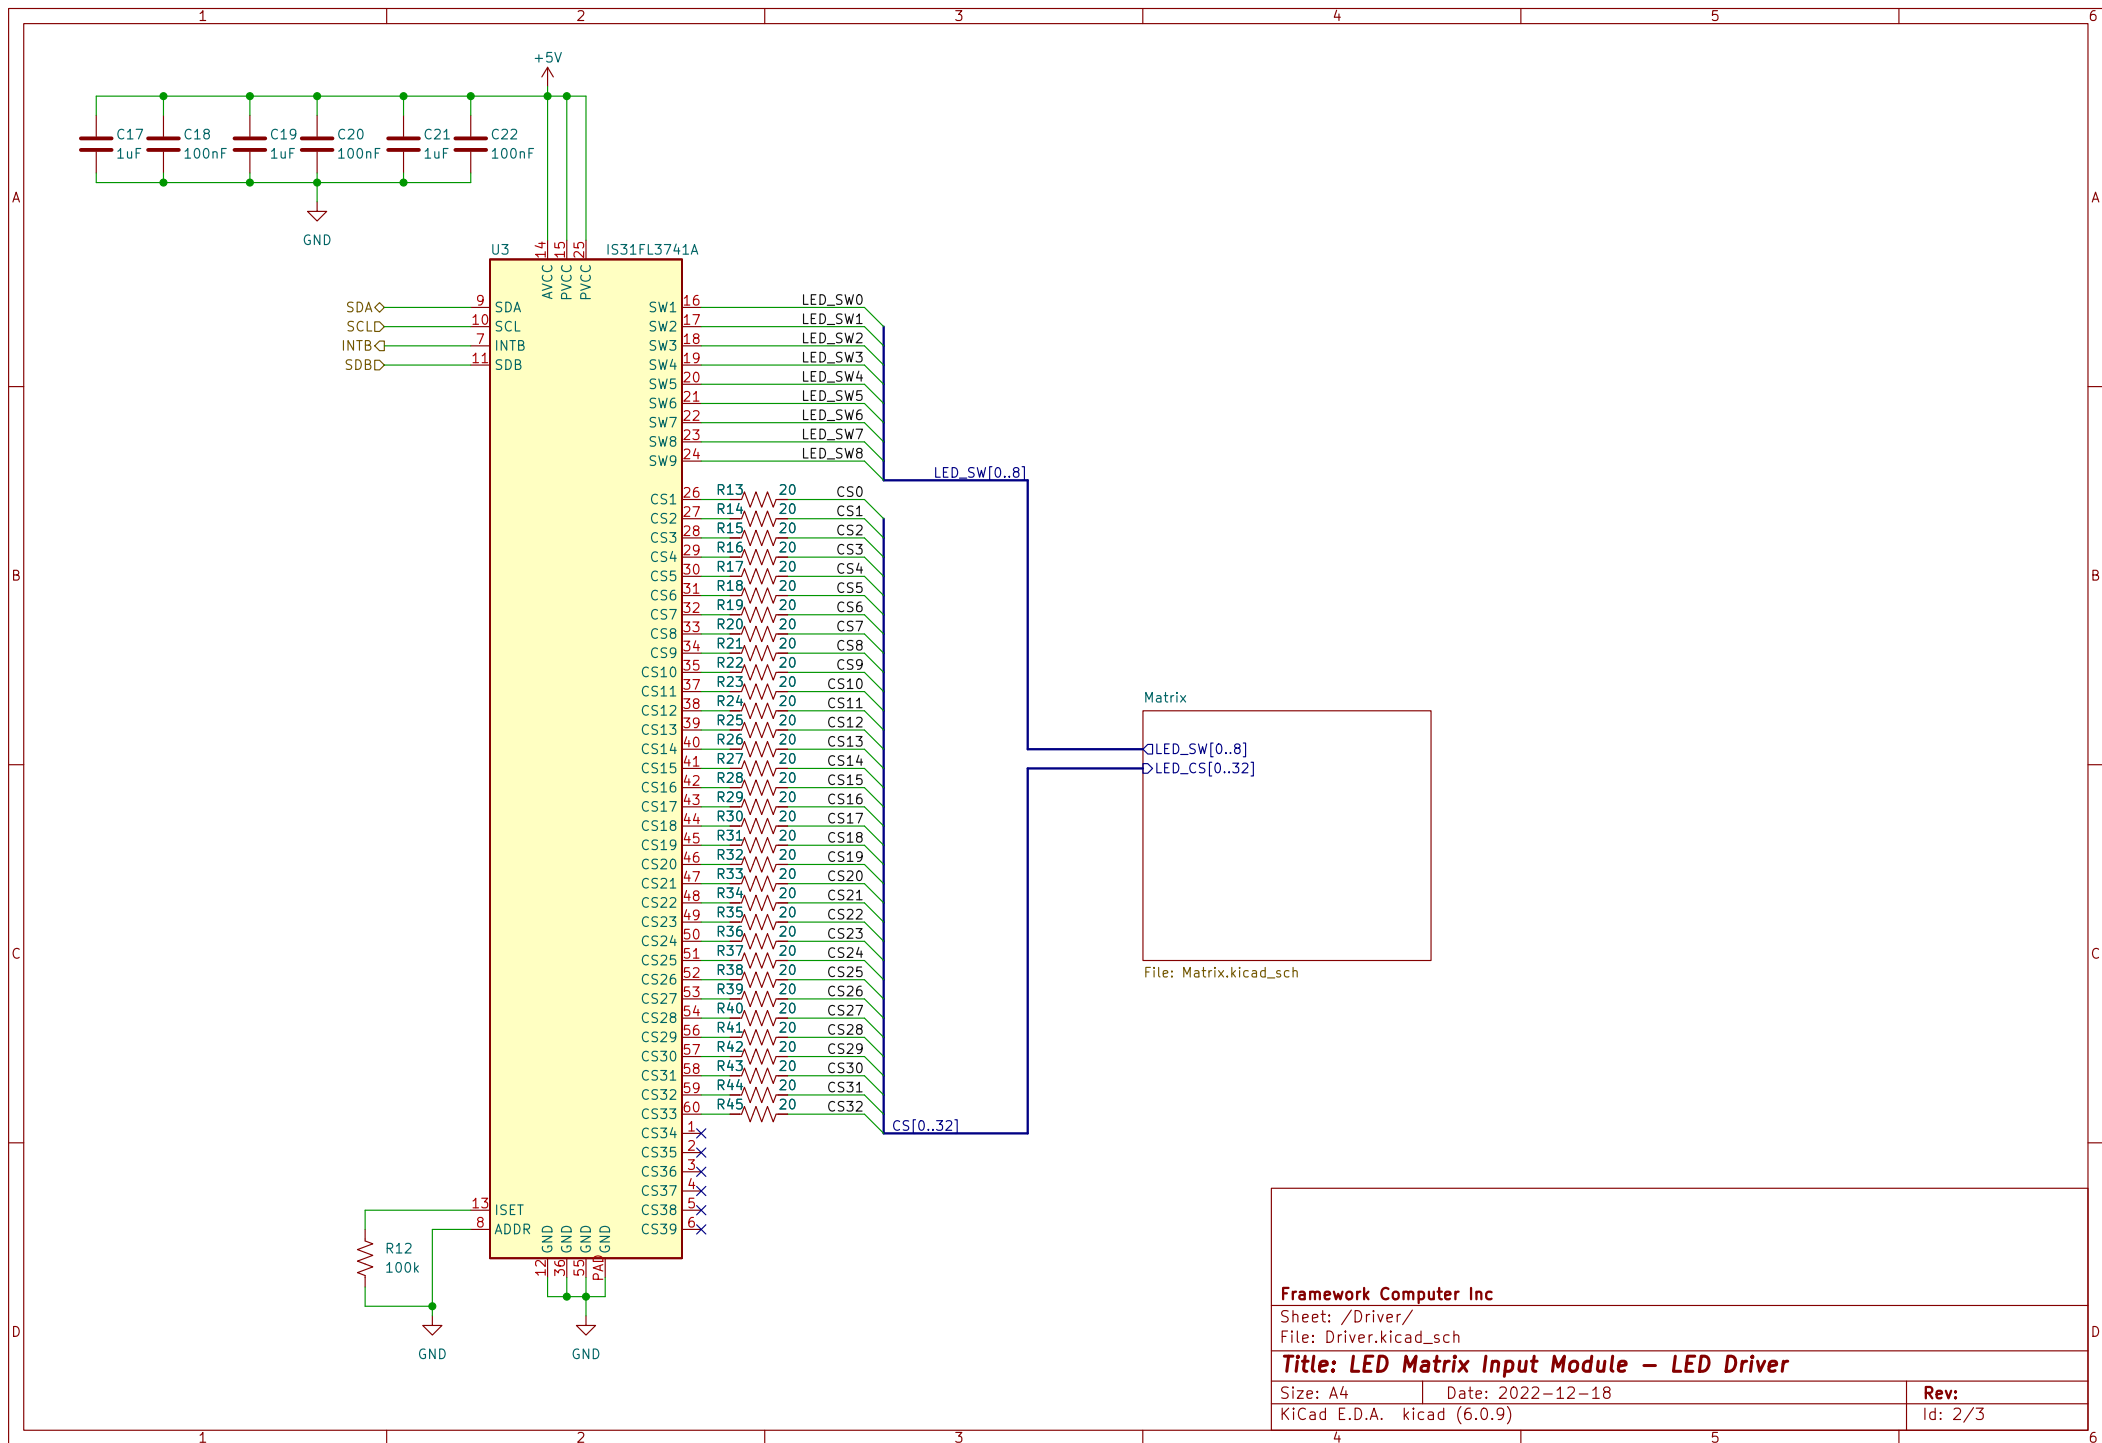 1 2 3 4 5 6
+5V
C17 C18 C19 C20 C21 C22
1uF 100nF 1uF 100nF 1uF 100nF
A A
GND
U3 IS31FL3741A
14 15 25
AVCC PVCC PVCC
SDA 9 SDA SW1 16 LED_SW0
SCL 10 SCL SW2 17 LED_SW1
INTB 7 INTB SW3 18 LED_SW2
SDB 11 SDB SW4 19 LED_SW3
SW5 20 LED_SW4
SW6 21 LED_SW5
SW7 22 LED_SW6
SW8 23 LED_SW7
SW9 24 LED_SW8
LED_SW[0..8]
CS1 26 R13 20 CS0
CS2 27 R14 20 CS1
CS3 28 R15 20 CS2
CS4 29 R16 20 CS3
B B
CS5 30 R17 20 CS4
CS6 31 R18 20 CS5
CS7 32 R19 20 CS6
CS8 33 R20 20 CS7
CS9 34 R21 20 CS8
CS10 35 R22 20 CS9
CS11 37 R23 20 CS10
Matrix
CS12 38 R24 20 CS11
CS13 39 R25 20 CS12
CS14 40 R26 20 CS13 LED_SW[0..8]
CS15 41 R27 20 CS14 LED_CS[0..32]
CS16 42 R28 20 CS15
CS17 43 R29 20 CS16
CS18 44 R30 20 CS17
CS19 45 R31 20 CS18
CS20 46 R32 20 CS19
CS21 47 R33 20 CS20
CS22 48 R34 20 CS21
CS23 49 R35 20 CS22
CS24 50 R36 20 CS23
C C
CS25 51 R37 20 CS24
File: Matrix.kicad_sch
CS26 52 R38 20 CS25
CS27 53 R39 20 CS26
CS28 54 R40 20 CS27
CS29 56 R41 20 CS28
CS30 57 R42 20 CS29
CS31 58 R43 20 CS30
CS32 59 R44 20 CS31
CS33 60 R45 20 CS32
CS[0..32]
CS34 1
CS35 2
CS36 3
CS37 4
13 ISET CS38 5
8 ADDR CS39 6
R12
100k
GND GND GND GND
12 36 55 PAD
GND GND
D D
Framework Computer Inc
Sheet: /Driver/
File: Driver.kicad_sch
Title: LED Matrix Input Module – LED Driver
Size: A4 Date: 2022-12-18 Rev:
KiCad E.D.A. kicad (6.0.9) Id: 2/3
1 2 3 4 5 6